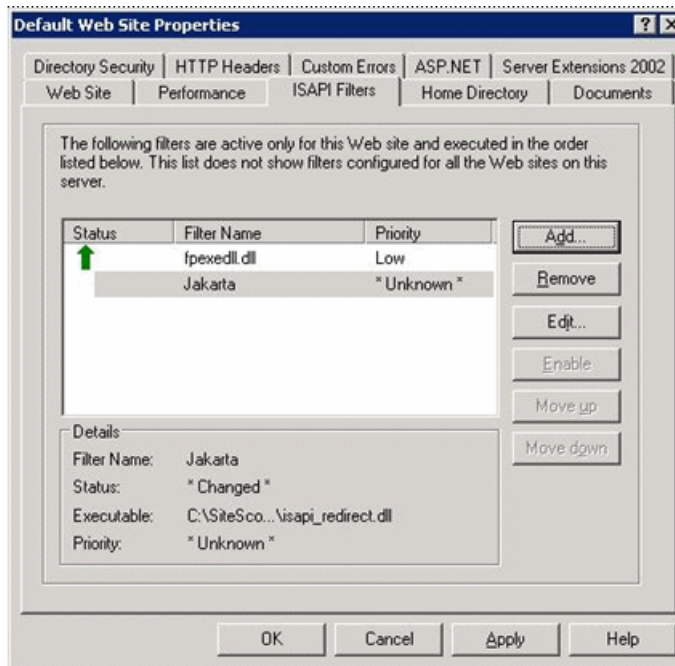 Default Web Site Properties
? X
Directory Security | HTTP Headers | Custom Errors | ASP.NET | Server Extensions 2002
Web Site | Performance | ISAPI Filters | Home Directory | Documents
The following filters are active only for this Web site and executed in the order
listed below. This list does not show filters configured for all the Web sites on this
server.
Status Filter Name Priority
fpexedll.dll Low
Jakarta * Unknown *
Add...
Remove
Edit...
Enable
Move up
Move down
Details
Filter Name: Jakarta
Status: * Changed *
Executable: C:\SiteSco...\isapi_redirect.dll
Priority: * Unknown *
OK Cancel Apply Help